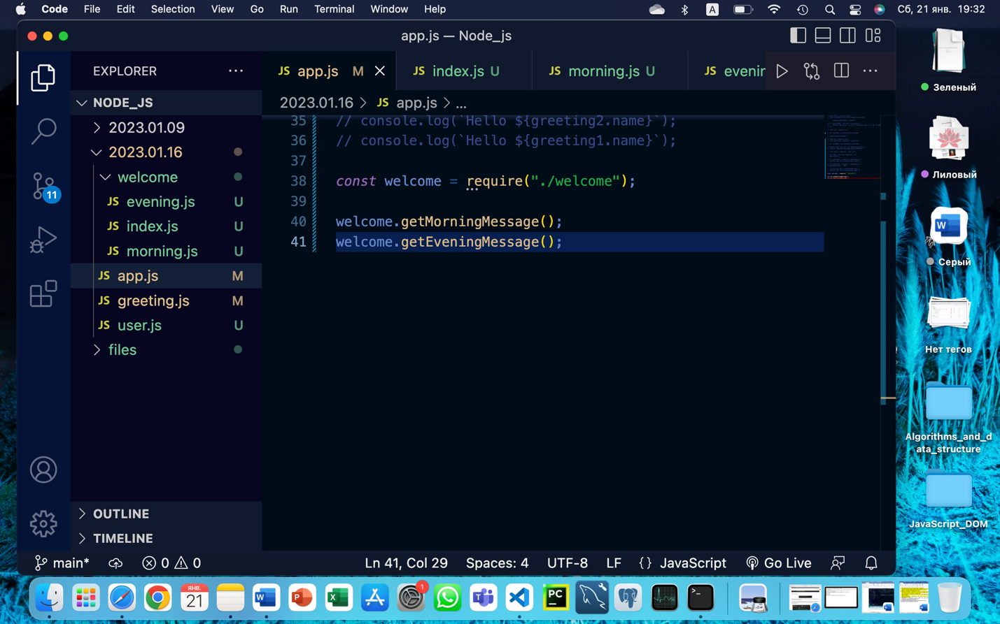 Code File Edit Selection View Go Run Terminal Window Help A Сб, 21 янв. 19:32
app.js — Node_js
EXPLORER
JS app.js M
JS index.js U
JS morning.js U
JS evenir
NODE_JS
2023.01.16 > JS app.js > ...
2023.01.09
2023.01.16
welcome
JS evening.js U
JS index.js U
JS morning.js U
JS app.js M
JS greeting.js M
JS user.js U
files
11
35 // console.log(`Hello ${greeting2.name}`);
36 // console.log(`Hello ${greeting1.name}`);
37
38 const welcome = require("./welcome");
39
40 welcome.getMorningMessage();
41 welcome.getEveningMessage();
OUTLINE
TIMELINE
main* 0 0 Ln 41, Col 29 Spaces: 4 UTF-8 LF {} JavaScript Go Live
Зеленый
Лиловый
W
Серый
Нет тегов
Algorithms_and_d
ata_structure
JavaScript_DOM
ЯНВ.
21
W
P
X
1
T
PC
>_